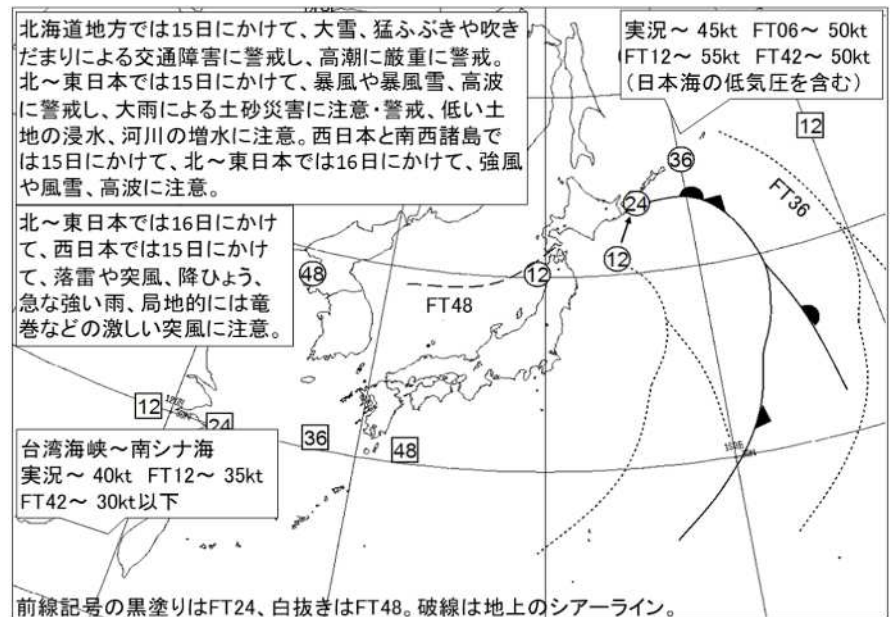 北海道地方では15日にかけて、大雪、猛ふぶきや吹き
だまりによる交通障害に警戒し、高潮に厳重に警戒。
北～東日本では15日にかけて、暴風や暴風雪、高波
に警戒し、大雨による土砂災害に注意・警戒、低い土
地の浸水、河川の増水に注意。西日本と南西諸島で
は15日にかけて、北～東日本では16日にかけて、強風
や風雪、高波に注意。
実況～ 45kt FT06～ 50kt
FT12～ 55kt FT42～ 50kt
（日本海の低気圧を含む）
12
36
FT36
24
12
北～東日本では16日にかけ
て、西日本では15日にかけ
て、落雷や突風、降ひょう、
急な強い雨、局地的には竜
巻などの激しい突風に注意。
48
12
FT48
12
24
36
48
台湾海峡～南シナ海
実況～ 40kt FT12～ 35kt
FT42～ 30kt以下
前線記号の黒塗りはFT24、白抜きはFT48。破線は地上のシアーライン。